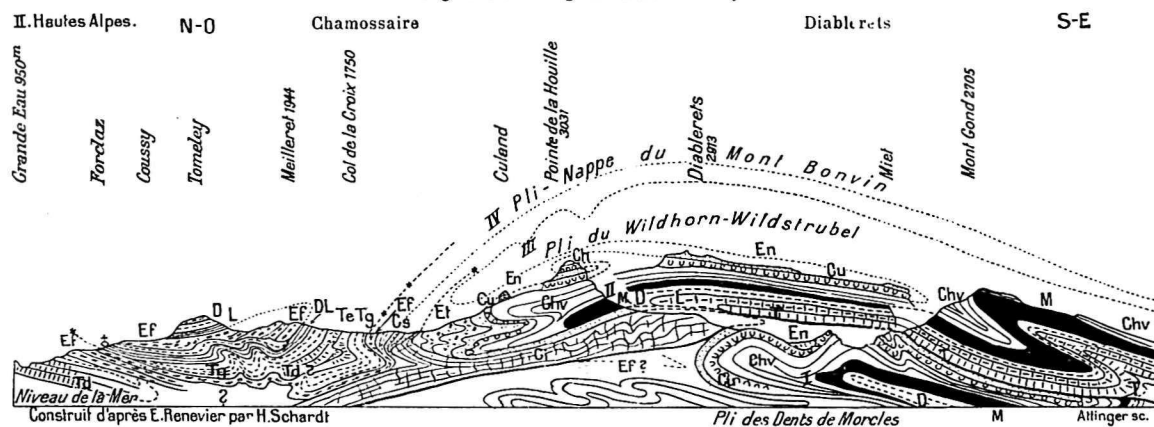 II. Hautes Alpes. N-O Chamossaire Diablerets S-E
Grande Eau 950m
Forclaz
Coussy
Tomeley
Meilleret 1944
Col de la Croix 1750
Culand
Pointe de la Houille 3031
Diablerets 2913
Miet
Mont Gond 2705
IV Pli-Nappe du Mont Bonvin
III Pli du Wildhorn-Wildstrubel
En
Cu
En
Ch
Cu
Chv
II
M
D
L
Chv
M
Chv
D L
Ef
DL
Te Tg
Ef
Cs
Et
Ef
Ef
En
Ci
Ef ?
Chv
I
Td
Tg
Td ?
Niveau de la Mer
?
D
M
Construit d'après E. Renevier par H. Schardt
Pli des Dents de Morcles
Attinger sc.